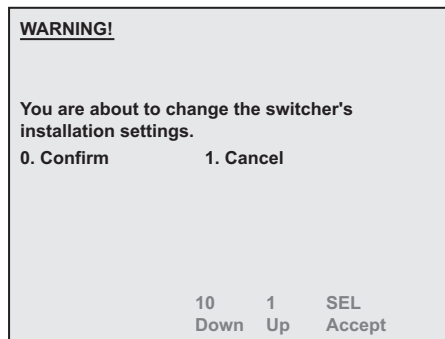 WARNING!
You are about to change the switcher's
installation settings.
0. Confirm 1. Cancel
10 1 SEL
Down Up Accept